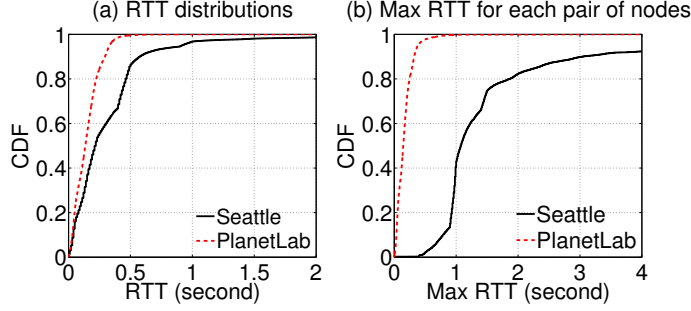 (a) RTT distributions
1
0.8
0.6
0.4
0.2
0
CDF
0 0.5 1 1.5 2
RTT (second)
Seattle
PlanetLab
(b) Max RTT for each pair of nodes
1
0.8
0.6
0.4
0.2
0
CDF
0 1 2 3 4
Max RTT (second)
Seattle
PlanetLab